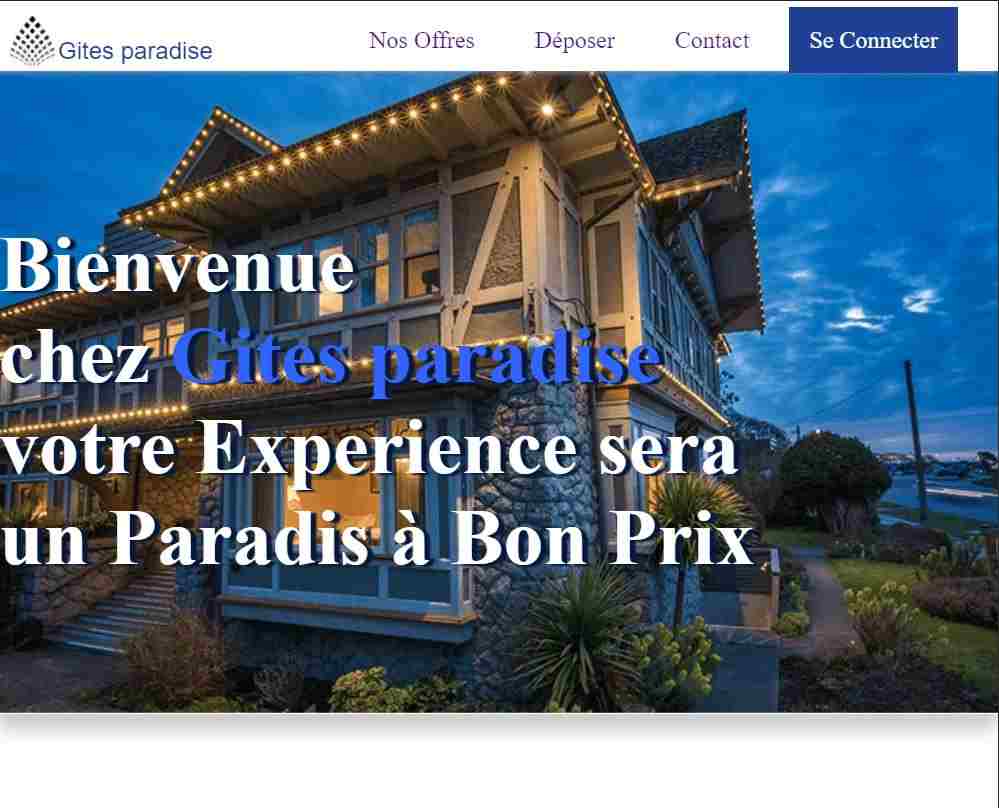 Gites paradise
Nos Offres
Déposer
Contact
Se Connecter
Bienvenue
chez Gites paradise
votre Experience sera
un Paradis à Bon Prix